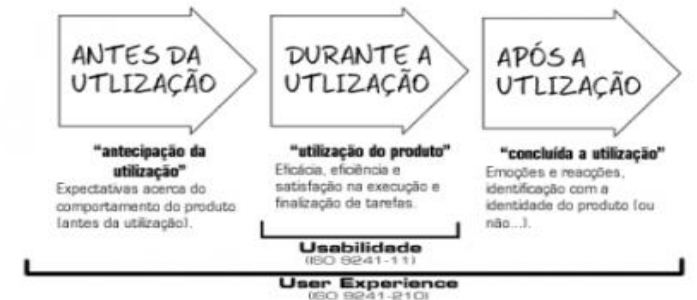 ANTES DA
UTLIZAÇÃO
DURANTE A
UTLIZAÇÃO
APÓS A
UTLIZAÇÃO
"antecipação da
utilização"
Expectativas acerca do
comportamento do produto
(antes da utilização).
"utilização do produto"
Eficácia, eficiência e
satisfação na execução e
finalização de tarefas.
"concluída a utilização"
Emoções e reacções,
identificação com a
identidade do produto (ou
não...).
Usabilidade
(ISO 9241-11)
User Experience
(ISO 9241-210)